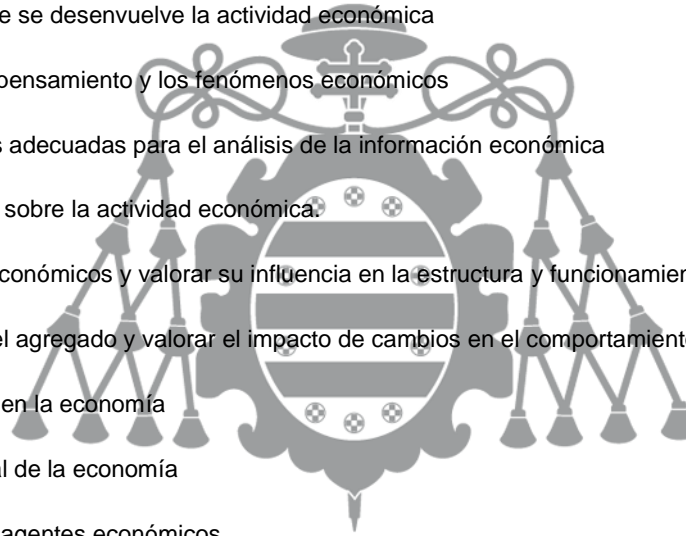 e se desenvuelve la actividad económica
pensamiento y los fenómenos económicos
s adecuadas para el análisis de la información económica
sobre la actividad económica.
conómicos y valorar su influencia en la estructura y funcionamien
el agregado y valorar el impacto de cambios en el comportamient
en la economía
al de la economía
agentes económicos